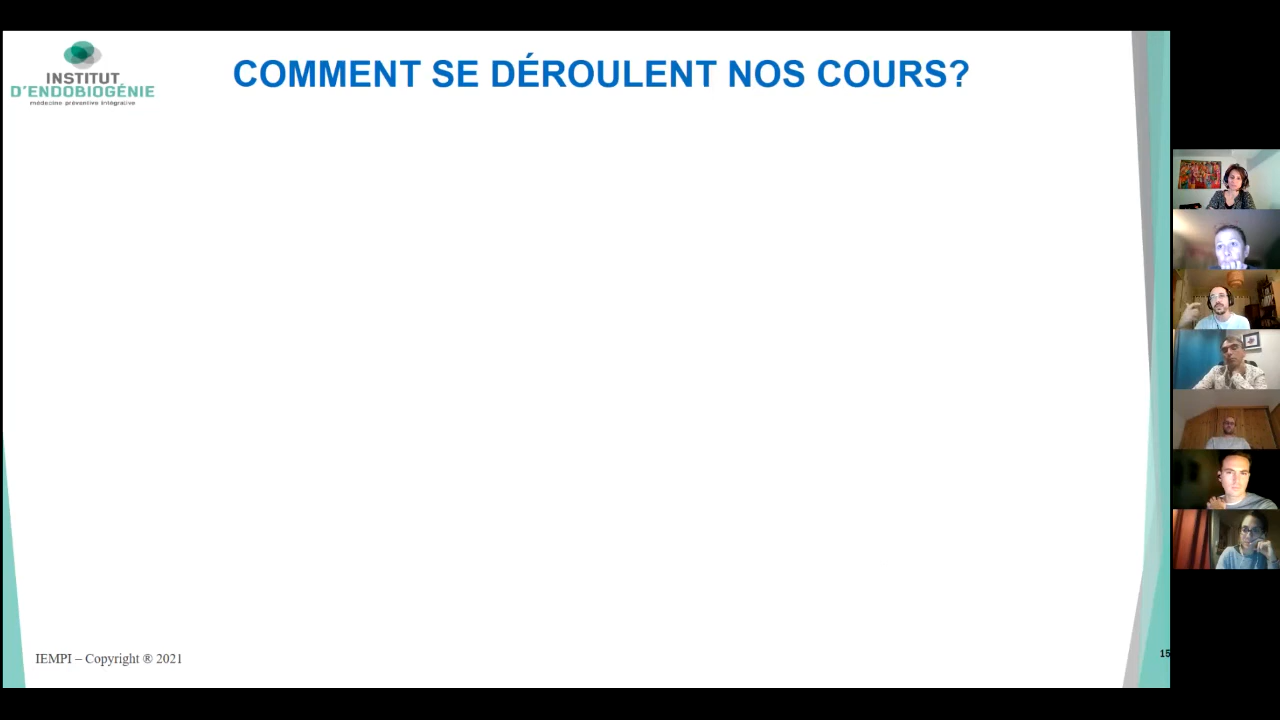 INSTITUT
D'ENDOBIOGÉNIE
médecine préventive intégrative
COMMENT SE DÉROULENT NOS COURS?
IEMPI – Copyright ® 2021
15